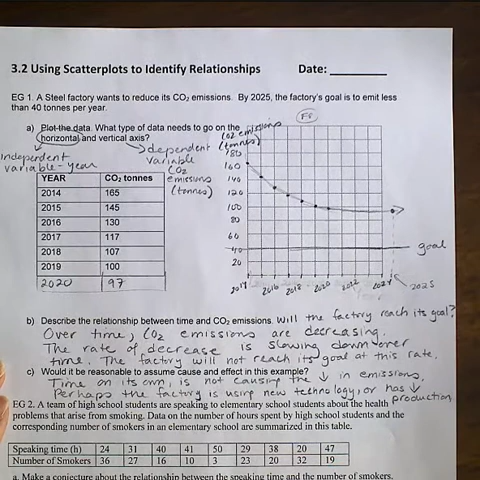 3.2 Using Scatterplots to Identify Relationships Date:
EG 1. A Steel factory wants to reduce its CO₂ emissions. By 2025, the factory's goal is to emit less
than 40 tonnes per year.
a) Plot the data. What type of data needs to go on the
horizontal and vertical axis?
independent
variable - year
dependent
variable
CO2
emissions
(tonnes)
YEAR CO₂ tonnes
2014 165
2015 145
2016 130
2017 117
2018 107
2019 100
2020 97
CO2 emissions
(tonnes)
180
160
140
120
100
80
60
40
20
goal
2014 2016 2018 2020 2022 2024
2025
b) Describe the relationship between time and CO₂ emissions. Will the factory reach its goal?
Over time, CO2 emissions are decreasing.
The rate of decrease is slowing down over
time. The factory will not reach its goal at this rate.
c) Would it be reasonable to assume cause and effect in this example?
Time on its own, is not causing the ↓ in emissions.
Perhaps the factory is using new technology, or has ↓
production
EG 2. A team of high school students are speaking to elementary school students about the health
problems that arise from smoking. Data on the number of hours spent by high school students and the
corresponding number of smokers in an elementary school are summarized in this table.
Speaking time (h) 24 31 40 41 50 29 38 20 47
Number of Smokers 36 27 16 10 3 23 20 32 19
a. Make a conjecture about the relationship between the speaking time and the number of smokers.